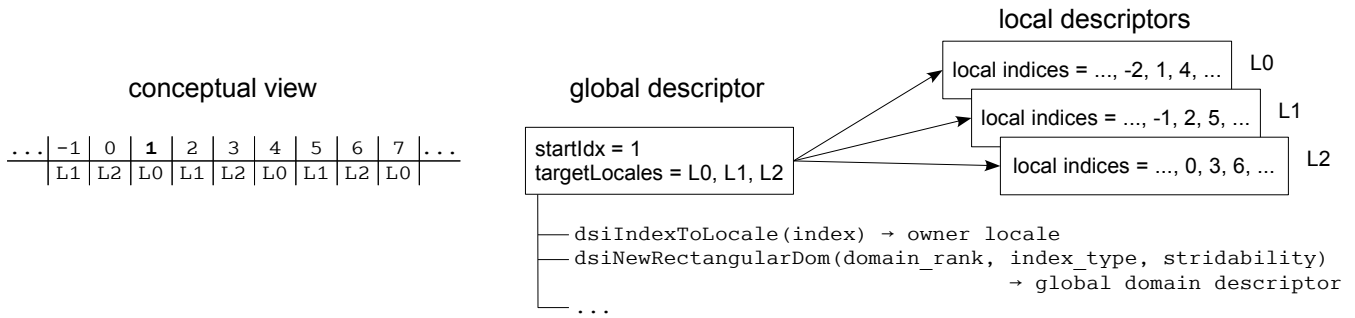 conceptual view
... -1 0 1 2 3 4 5 6 7 ...
L1 L2 L0 L1 L2 L0 L1 L2 L0
global descriptor
startIdx = 1
targetLocales = L0, L1, L2
local descriptors
local indices = ..., -2, 1, 4, ...
L0
local indices = ..., -1, 2, 5, ...
L1
local indices = ..., 0, 3, 6, ...
L2
dsiIndexToLocale(index) → owner locale
dsiNewRectangularDom(domain_rank, index_type, stridability)
→ global domain descriptor
...